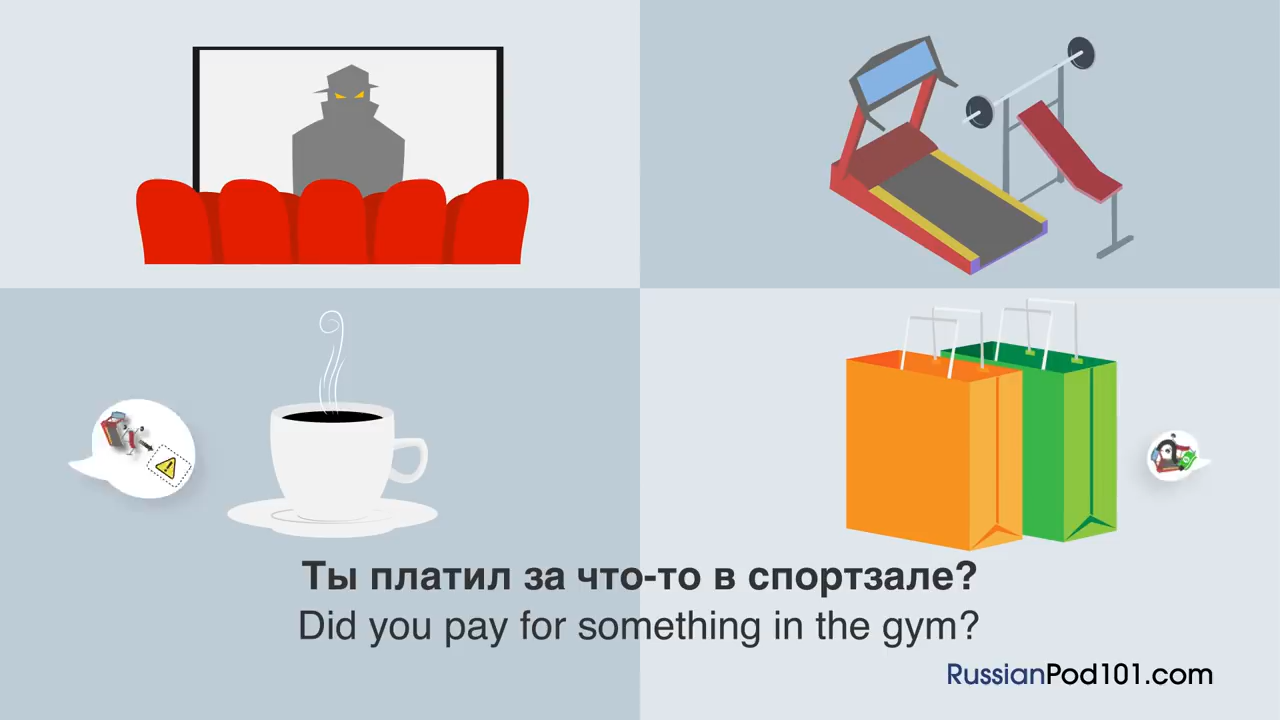 Ты платил за что-то в спортзале?
Did you pay for something in the gym?
RussianPod101.com